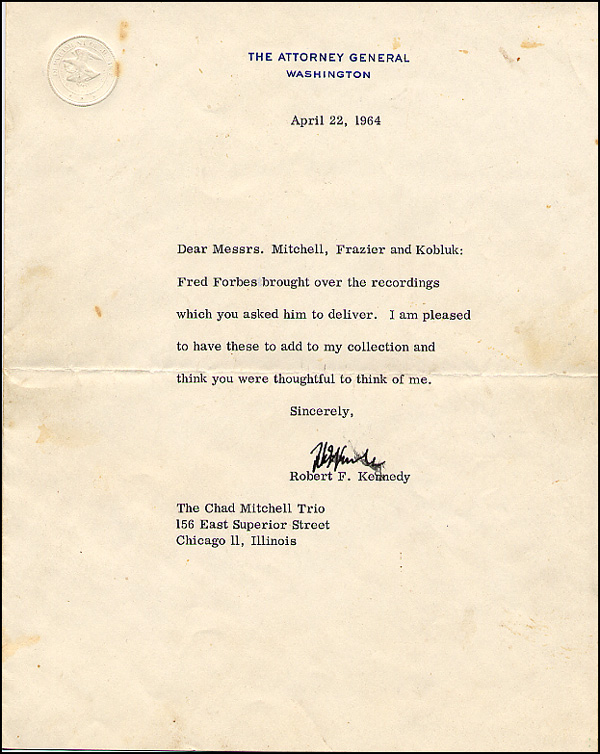 THE ATTORNEY GENERAL
WASHINGTON
April 22, 1964
Dear Messrs. Mitchell, Frazier and Kobluk:
Fred Forbes brought over the recordings
which you asked him to deliver. I am pleased
to have these to add to my collection and
think you were thoughtful to think of me.
Sincerely,
Robert F. Kennedy
The Chad Mitchell Trio
156 East Superior Street
Chicago 11, Illinois